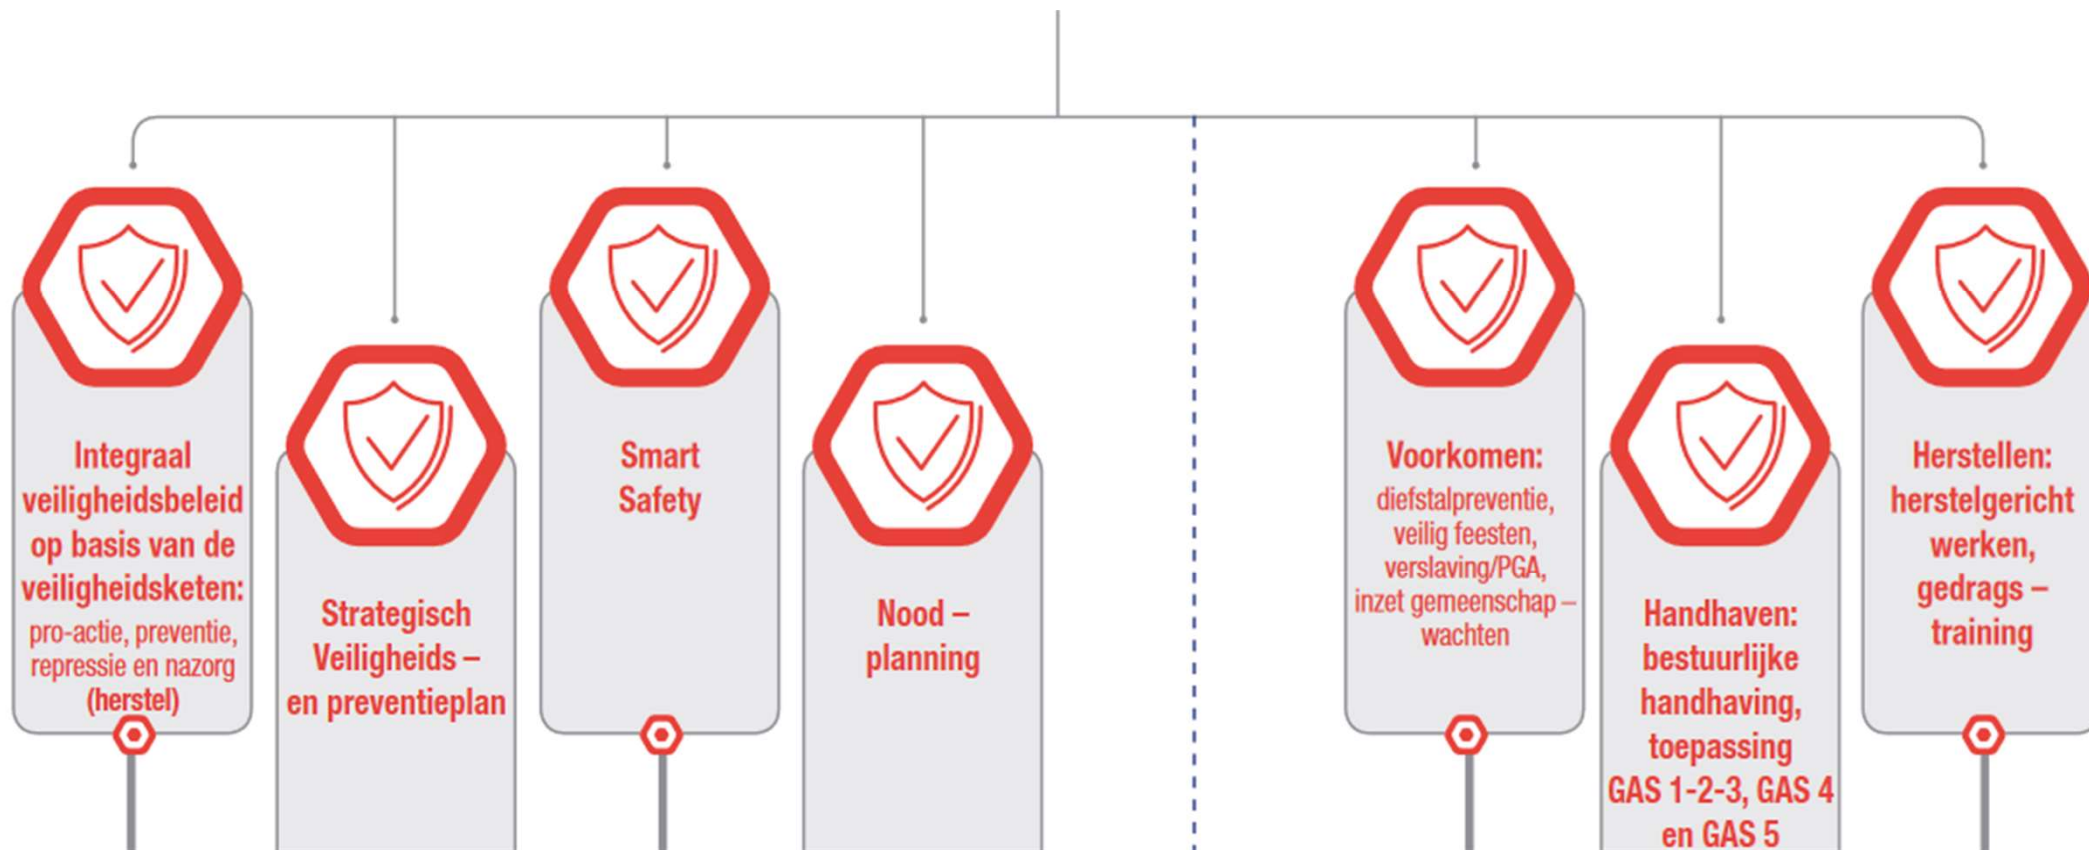 Integraal
veiligheidsbeleid
op basis van de
veiligheidsketen:
pro-actie, preventie,
repressie en nazorg
(herstel)
Strategisch
Veiligheids –
en preventieplan
Smart
Safety
Nood –
planning
Voorkomen:
diefstalpreventie,
veilig feesten,
verslaving/PGA,
inzet gemeenschap –
wachten
Handhaven:
bestuurlijke
handhaving,
toepassing
GAS 1-2-3, GAS 4
en GAS 5
Herstellen:
herstelgericht
werken,
gedrags –
training